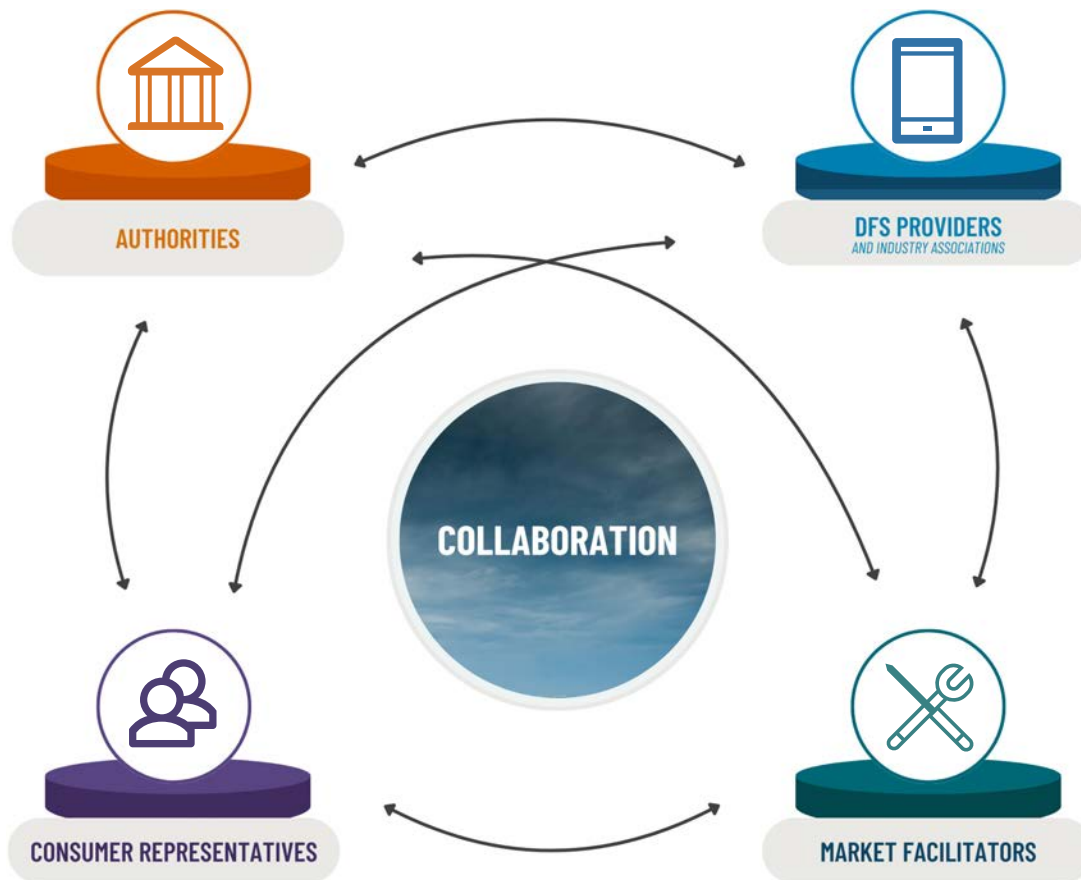 AUTHORITIES
DFS PROVIDERS
AND INDUSTRY ASSOCIATIONS
COLLABORATION
CONSUMER REPRESENTATIVES
MARKET FACILITATORS